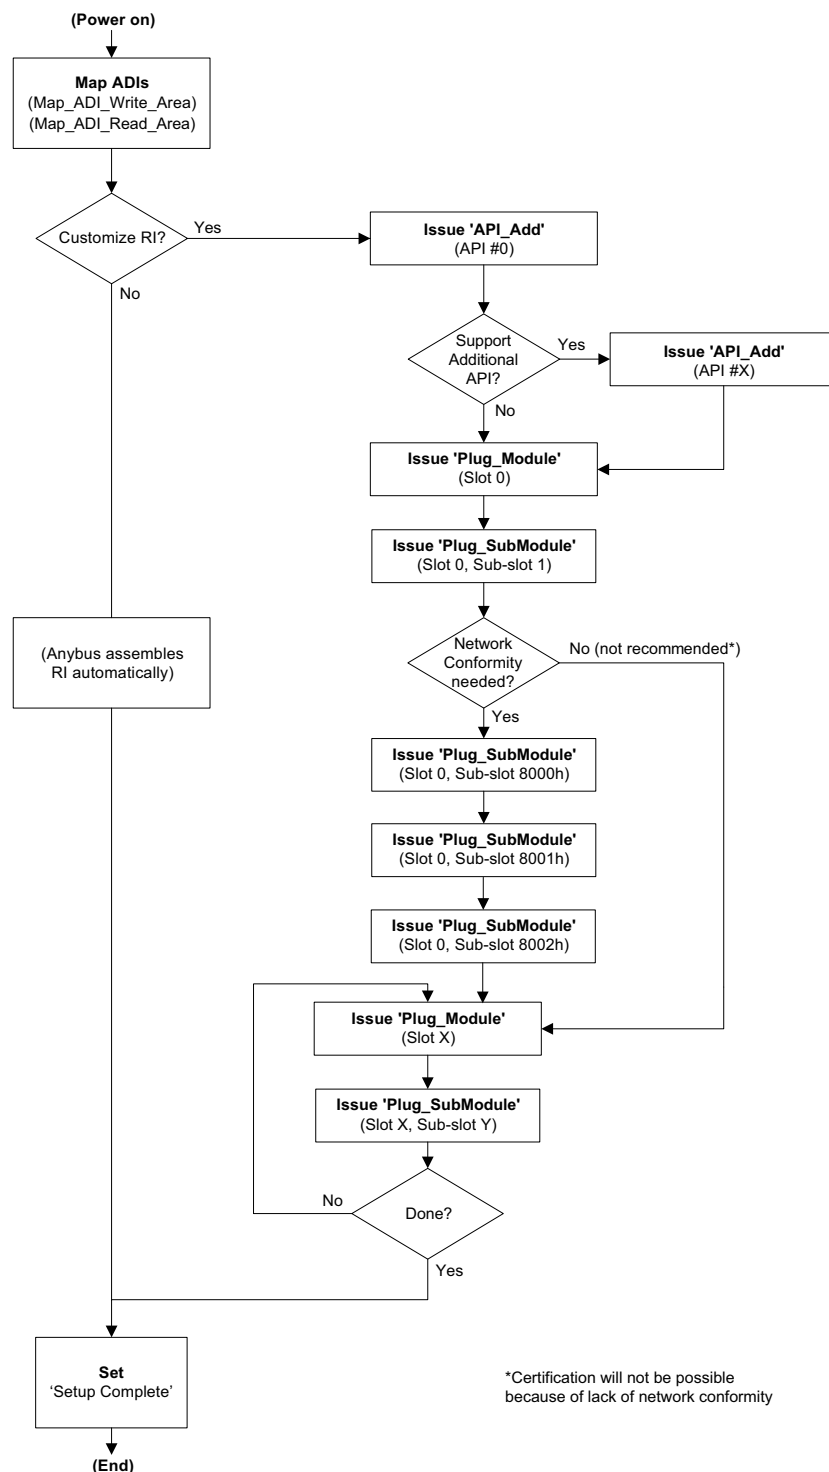 (Power on)
Map ADIs
(Map_ADI_Write_Area)
(Map_ADI_Read_Area)
Customize RI?
Yes
No
Issue 'API_Add'
(API #0)
Support
Additional
API?
Yes
No
Issue 'API_Add'
(API #X)
Issue 'Plug_Module'
(Slot 0)
Issue 'Plug_SubModule'
(Slot 0, Sub-slot 1)
(Anybus assembles
RI automatically)
Network
Conformity
needed?
No (not recommended*)
Yes
Issue 'Plug_SubModule'
(Slot 0, Sub-slot 8000h)
Issue 'Plug_SubModule'
(Slot 0, Sub-slot 8001h)
Issue 'Plug_SubModule'
(Slot 0, Sub-slot 8002h)
Issue 'Plug_Module'
(Slot X)
Issue 'Plug_SubModule'
(Slot X, Sub-slot Y)
No
Done?
Yes
Set
‘Setup Complete’
(End)
*Certification will not be possible
because of lack of network conformity